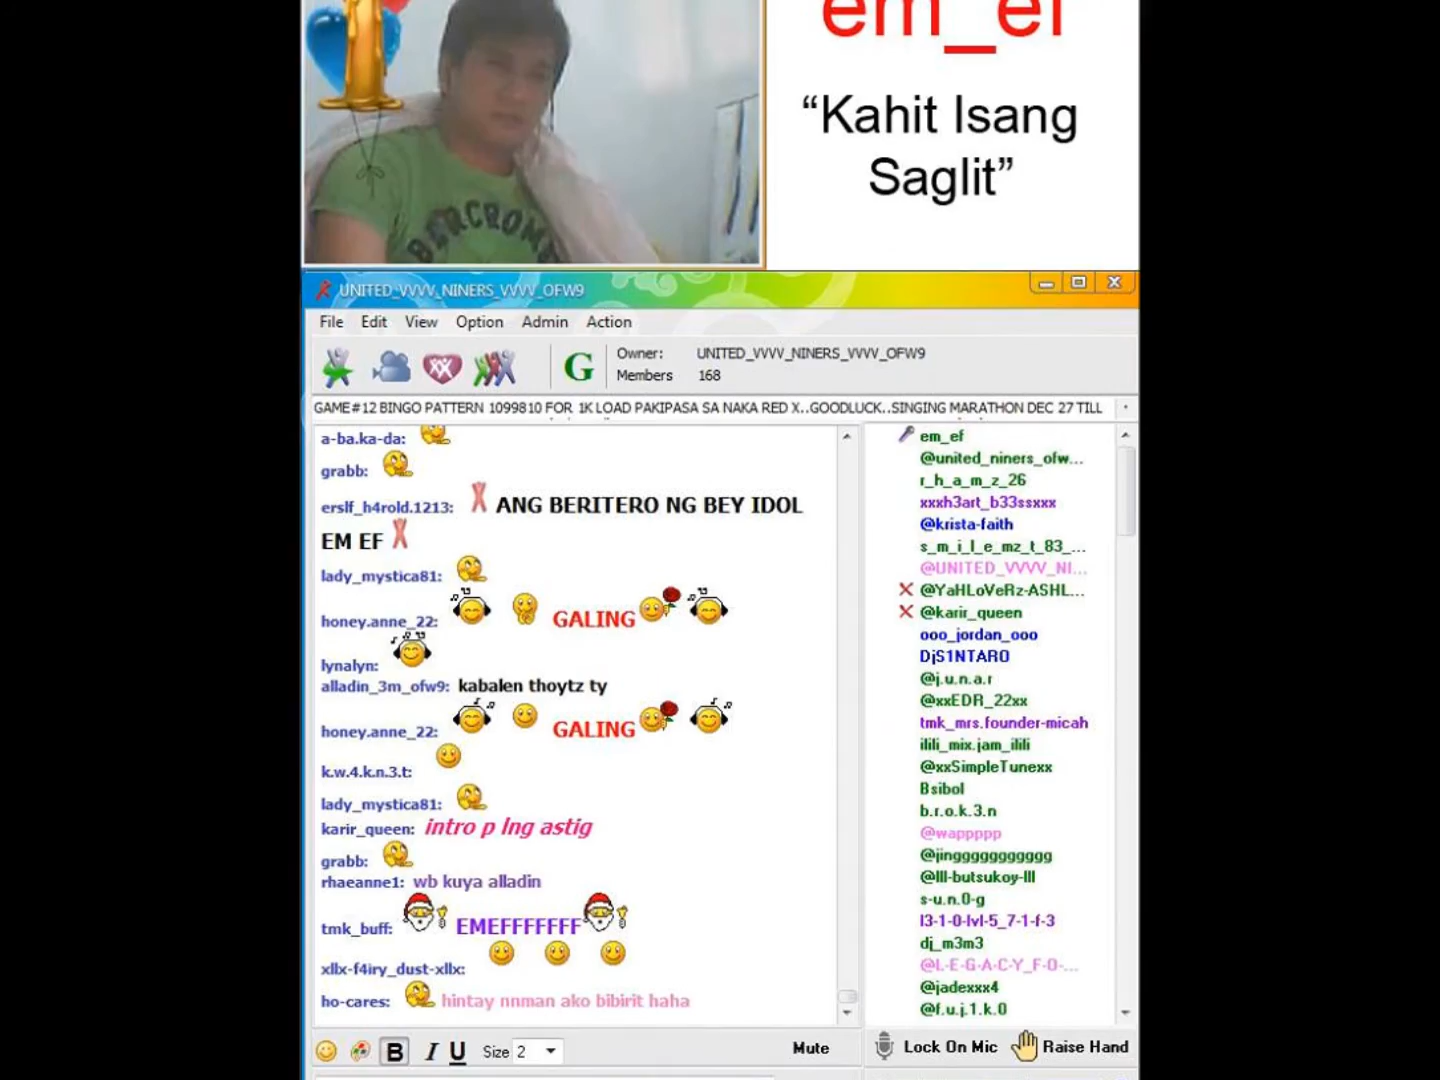 em_ef
“Kahit Isang
Saglit”
BERCROM
UNITED_VVVV_NINERS_VVVV_OFW9
File Edit View Option Admin Action
G
Owner: UNITED_VVVV_NINERS_VVVV_OFW9
Members 168
GAME#12 BINGO PATTERN 1099810 FOR 1K LOAD PAKIPASA SA NAKA RED X..GOODLUCK..SINGING MARATHON DEC 27 TILL
a-ba.ka-da:
grabb:
erslf_h4rold.1213: ANG BERITERO NG BEY IDOL
EM EF
lady_mystica81:
honey.anne_22: GALING
lynalyn:
alladin_3m_ofw9: kabalen thoytz ty
honey.anne_22: GALING
k.w.4.k.n.3.t:
lady_mystica81:
karir_queen: intro p lng astig
grabb:
rhaeanne1: wb kuya alladin
tmk_buff: EMEFFFFFFF
xllx-f4iry_dust-xllx:
ho-cares: hintay nnman ako bibirit haha
em_ef
@united_niners_ofw...
r_h_a_m_z_26
xxxh3art_b33ssxxx
@krista-faith
s_m_i_l_e_mz_t_83_...
@UNITED_VVVV_NI...
@YaHLoVeRz-ASHL...
@karir_queen
ooo_jordan_ooo
DjS1NTARO
@j.u.n.a.r
@xxEDR_22xx
tmk_mrs.founder-micah
ilili_mix.jam_ilili
@xxSimpleTunexx
Bsibol
b.r.o.k.3.n
@wappppp
@jinggggggggggg
@lll-butsukoy-lll
s-u.n.0-g
l3-1-0-lvl-5_7-1-f-3
dj_m3m3
@L-E-G-A-C-Y_F-O-...
@jadexxx4
@f.u.j.1.k.0
B I U Size 2 Mute
Lock On Mic Raise Hand